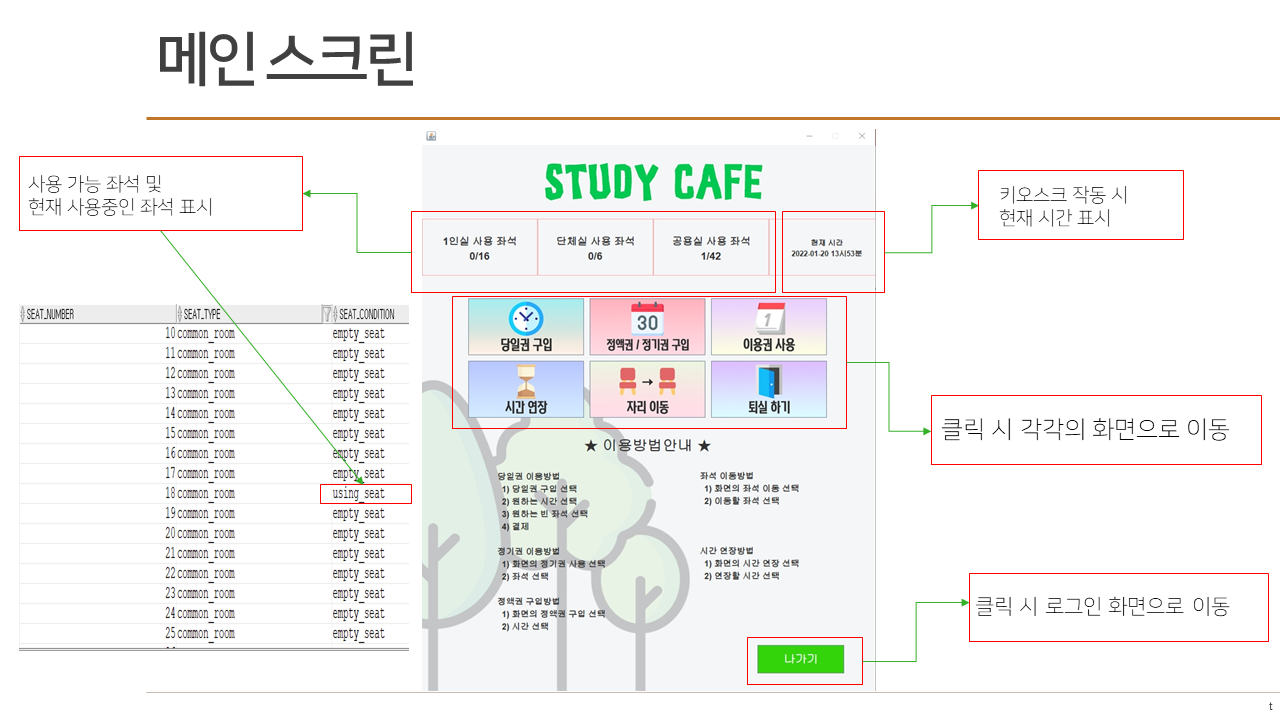 메인 스크린
사용 가능 좌석 및
현재 사용중인 좌석 표시
STUDY CAFE
1인실 사용 좌석
0/16
단체실 사용 좌석
0/6
공용실 사용 좌석
1/42
현재 시간
2022-01-20 13시53분
키오스크 작동 시
현재 시간 표시
SEAT_NUMBER SEAT_TYPE SEAT_CONDITION
10 common_room empty_seat
11 common_room empty_seat
12 common_room empty_seat
13 common_room empty_seat
14 common_room empty_seat
15 common_room empty_seat
16 common_room empty_seat
17 common_room empty_seat
18 common_room using_seat
19 common_room empty_seat
20 common_room empty_seat
21 common_room empty_seat
22 common_room empty_seat
23 common_room empty_seat
24 common_room empty_seat
25 common_room empty_seat
당일권 구입
30
정액권 / 정기권 구입
1
이용권 사용
시간 연장
자리 이동
퇴실 하기
클릭 시 각각의 화면으로 이동
★ 이용방법안내 ★
당일권 이용방법
1) 당일권 구입 선택
2) 원하는 시간 선택
3) 원하는 빈 좌석 선택
4) 결제
좌석 이동방법
1) 화면의 좌석 이동 선택
2) 이동할 좌석 선택
정기권 이용방법
1) 화면의 정기권 사용 선택
2) 좌석 선택
시간 연장방법
1) 화면의 시간 연장 선택
2) 연장할 시간 선택
정액권 구입방법
1) 화면의 정액권 구입 선택
2) 시간 선택
나가기
클릭 시 로그인 화면으로 이동
t